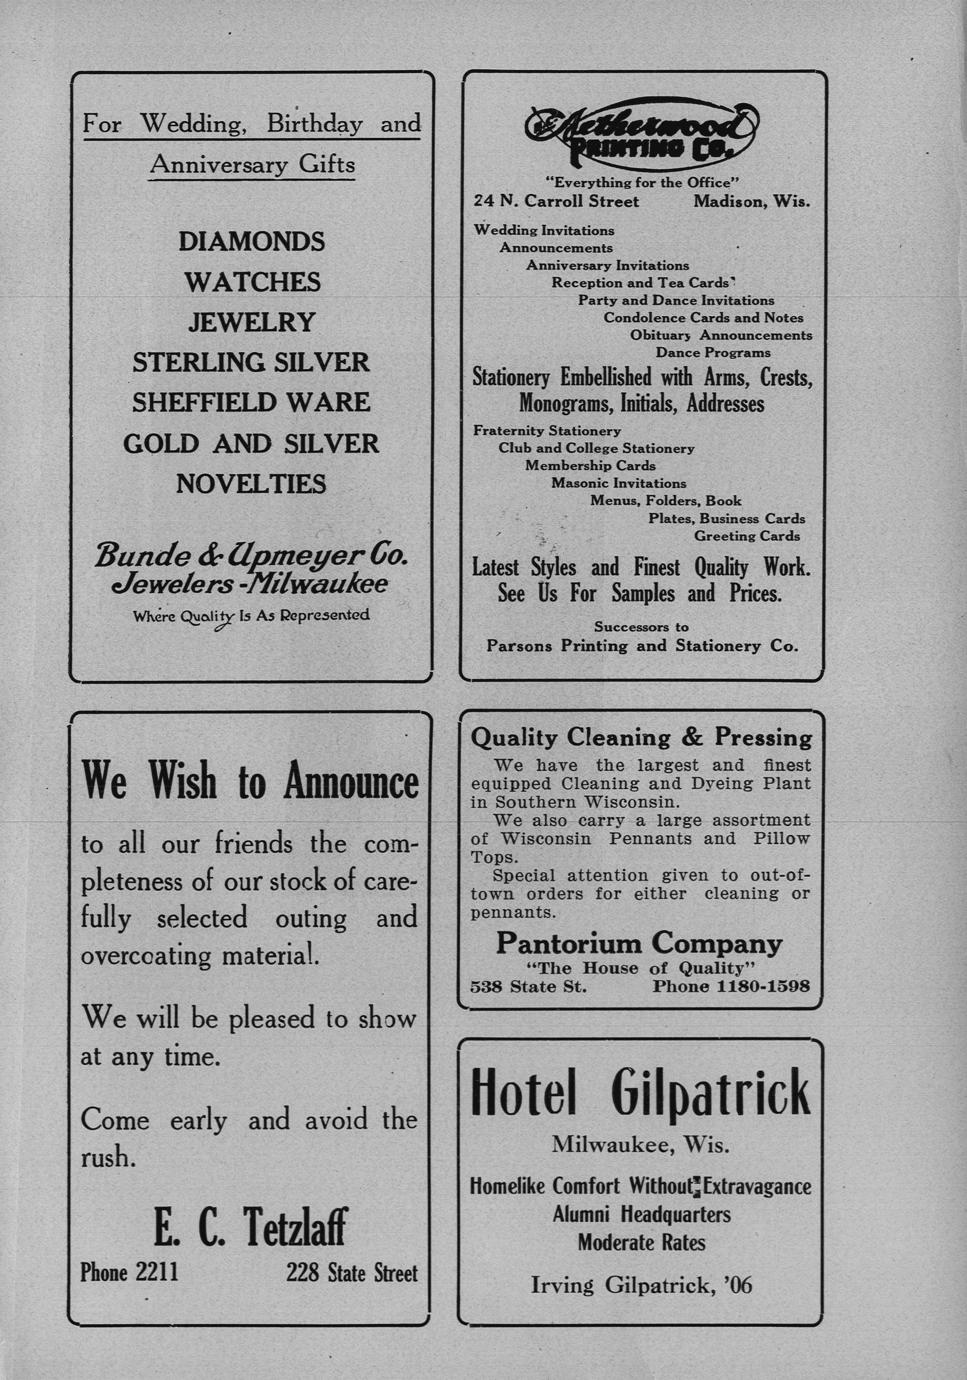 For Wedding, Birthday and
Anniversary Gifts
DIAMONDS
WATCHES
JEWELRY
STERLING SILVER
SHEFFIELD WARE
GOLD AND SILVER
NOVELTIES
Bunde & Upmeyer Co.
Jewelers - Milwaukee
Where Quality Is As Represented
We Wish to Announce
to all our friends the com-
pleteness of our stock of care-
fully selected outing and
overcoating material.
We will be pleased to show
at any time.
Come early and avoid the
rush.
E. C. Tetzlaff
Phone 2211 228 State Street
The Netherwood
PRINTING CO.
"Everything for the Office"
24 N. Carroll Street Madison, Wis.
Wedding Invitations
Announcements
Anniversary Invitations
Reception and Tea Cards
Party and Dance Invitations
Condolence Cards and Notes
Obituary Announcements
Dance Programs
Stationery Embellished with Arms, Crests,
Monograms, Initials, Addresses
Fraternity Stationery
Club and College Stationery
Membership Cards
Masonic Invitations
Menus, Folders, Book
Plates, Business Cards
Greeting Cards
Latest Styles and Finest Quality Work.
See Us For Samples and Prices.
Successors to
Parsons Printing and Stationery Co.
Quality Cleaning & Pressing
We have the largest and finest
equipped Cleaning and Dyeing Plant
in Southern Wisconsin.
We also carry a large assortment
of Wisconsin Pennants and Pillow
Tops.
Special attention given to out-of-
town orders for either cleaning or
pennants.
Pantorium Company
"The House of Quality"
538 State St. Phone 1180-1598
Hotel Gilpatrick
Milwaukee, Wis.
Homelike Comfort Without Extravagance
Alumni Headquarters
Moderate Rates
Irving Gilpatrick, '06